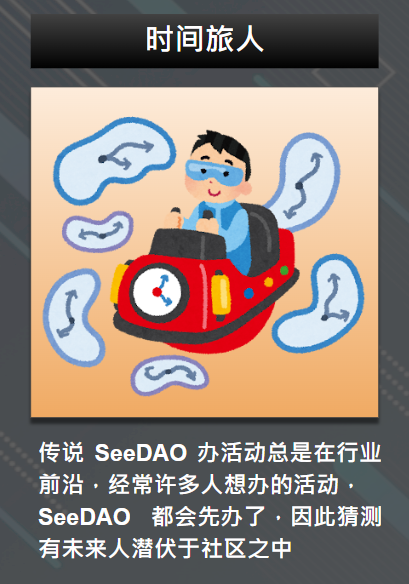 时间旅人
传说 SeeDAO 办活动总是在行业
前沿，经常许多人想办的活动，
SeeDAO 都会先办了，因此猜测
有未来人潜伏于社区之中